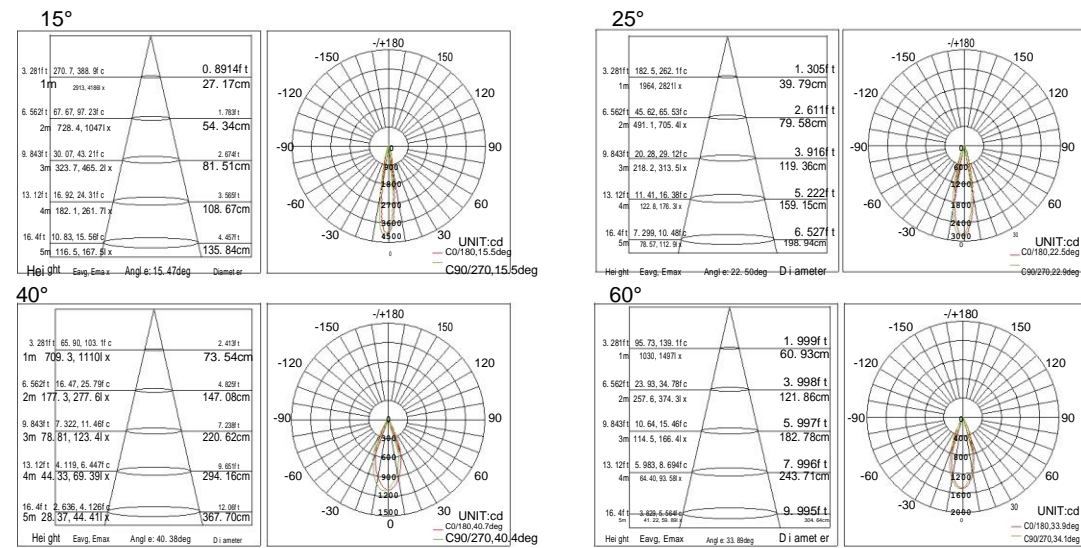 15°
3.281ft 270.7, 388.9fc 0.8914ft
1m 2913, 4186lx 27.17cm
6.562ft 67.67, 97.23fc 1.783ft
2m 728.4, 1047lx 54.34cm
9.843ft 30.07, 43.21fc 2.674ft
3m 323.7, 465.2lx 81.51cm
13.12ft 16.92, 24.31fc 3.565ft
4m 182.1, 261.7lx 108.67cm
16.4ft 10.83, 15.56fc 4.457ft
5m 116.5, 167.5lx 135.84cm
Height Eavg, Emax Angle: 15.47deg Diameter
-/+180
-150 150
-120 120
-90 0 90
900
1800
-60 2700 60
3600
-30 4500 30
0
UNIT:cd
C0/180,15.5deg
C90/270,15.5deg
25°
3.281ft 182.5, 262.1fc 1.305ft
1m 1964, 2821lx 39.79cm
6.562ft 45.62, 65.53fc 2.611ft
2m 491.1, 705.4lx 79.58cm
9.843ft 20.28, 29.12fc 3.916ft
3m 218.2, 313.5lx 119.36cm
13.12ft 11.41, 16.38fc 5.222ft
4m 122.8, 176.3lx 159.15cm
16.4ft 7.299, 10.48fc 6.527ft
5m 78.57, 112.9lx 198.94cm
Height Eavg, Emax Angle: 22.50deg Diameter
-/+180
-150 150
-120 120
-90 0 90
600
1200
-60 60
2400
-30 3000 30
0
UNIT:cd
C0/180,22.5deg
C90/270,22.9deg
40°
3.281ft 65.90, 103.1fc 2.413ft
1m 709.3, 1110lx 73.54cm
6.562ft 16.47, 25.79fc 4.825ft
2m 177.3, 277.6lx 147.08cm
9.843ft 7.322, 11.46fc 7.238ft
3m 78.81, 123.4lx 220.62cm
13.12ft 4.119, 6.447fc 9.651ft
4m 44.33, 69.39lx 294.16cm
16.4ft 2.636, 4.126fc 12.06ft
5m 28.37, 44.41lx 367.70cm
Height Eavg, Emax Angle: 40.38deg Diameter
-/+180
-150 150
-120 120
-90 0 90
300
600
-60 900 60
1200
-30 1500 30
0
UNIT:cd
C0/180,40.7deg
C90/270,40.4deg
60°
3.281ft 95.73, 139.1fc 1.999ft
1m 1030, 1497lx 60.93cm
6.562ft 23.93, 34.78fc 3.998ft
2m 257.6, 374.3lx 121.86cm
9.843ft 10.64, 15.46fc 5.997ft
3m 114.5, 166.4lx 182.78cm
13.12ft 5.983, 8.694fc 7.996ft
4m 64.40, 93.58lx 243.71cm
16.4ft 3.829, 5.564fc 9.995ft
5m 41.22, 59.89lx 304.64cm
Height Eavg, Emax Angle: 33.89deg Diameter
-/+180
-150 150
-120 120
-90 0 90
400
800
-60 1200 60
1600
-30 2000 30
0
UNIT:cd
C0/180,33.9deg
C90/270,34.1deg